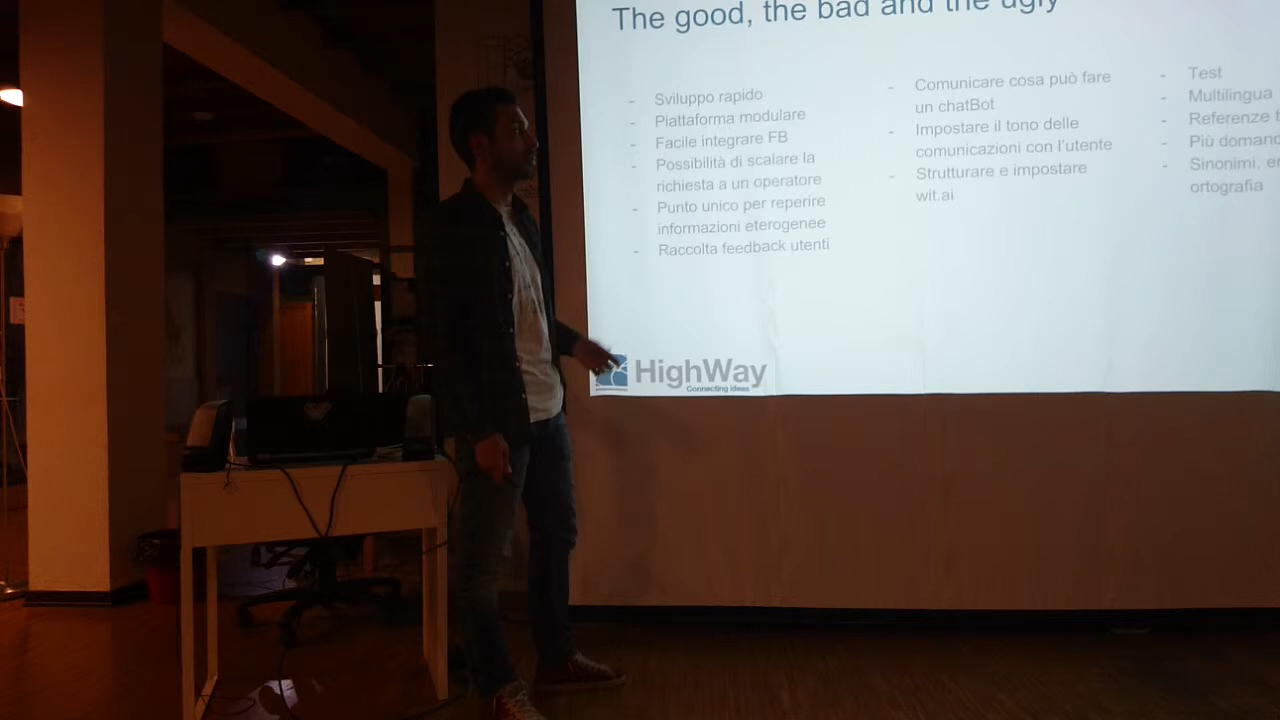 The good, the bad and the ugly
- Sviluppo rapido
- Piattaforma modulare
- Facile integrare FB
- Possibilità di scalare la
richiesta a un operatore
- Punto unico per reperire
informazioni eterogenee
- Raccolta feedback utenti
- Comunicare cosa può fare
un chatBot
- Impostare il tono delle
comunicazioni con l'utente
- Strutturare e impostare
wit.ai
- Test
- Multilingua
- Referenze
- Più
- Sinonimi,
ortografia
HighWay
Connecting ideas